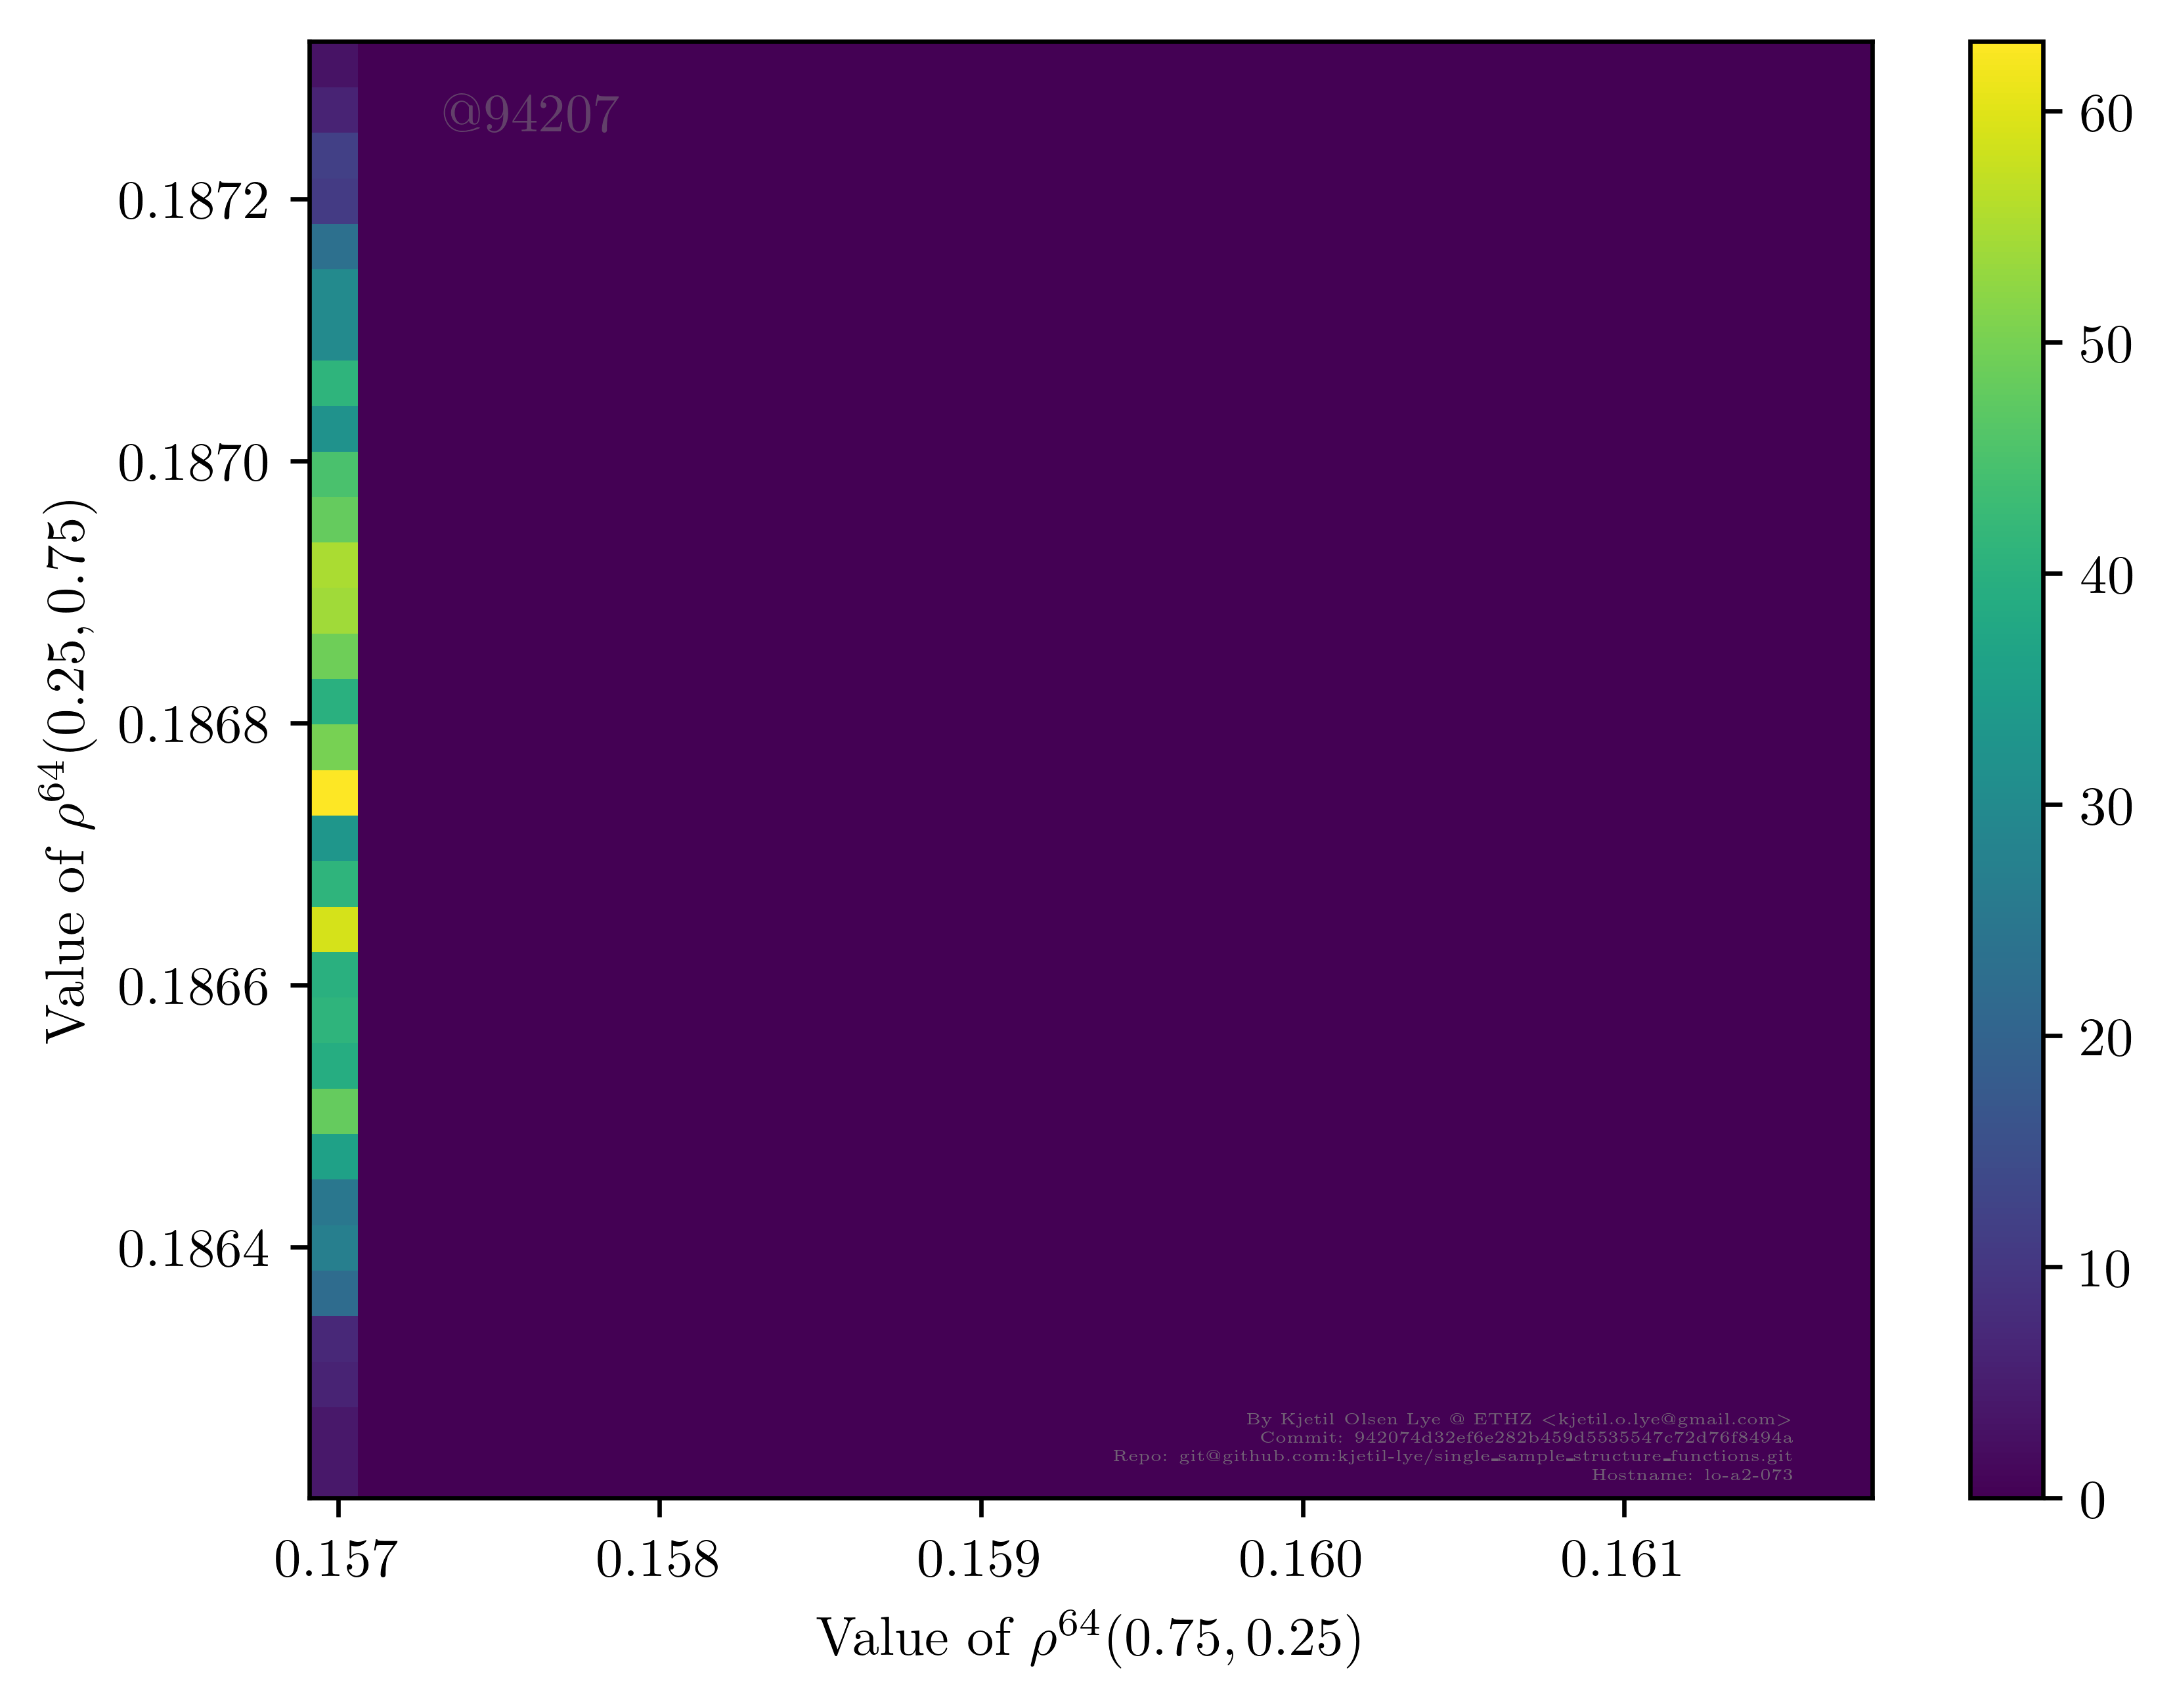 @94207
60
50
40
30
20
10
0
0.1872
0.1870
0.1868
0.1866
0.1864
Value of ρ⁶⁴(0.25, 0.75)
By Kjetil Olsen Lye @ ETHZ <kjetil.o.lye@gmail.com>
Commit: 942074d32ef6e282b459d5535547c72d76f8494a
Repo: git@github.com:kjetil-lye/single_sample_structure_functions.git
Hostname: lo-a2-073
0.157 0.158 0.159 0.160 0.161
Value of ρ⁶⁴(0.75, 0.25)